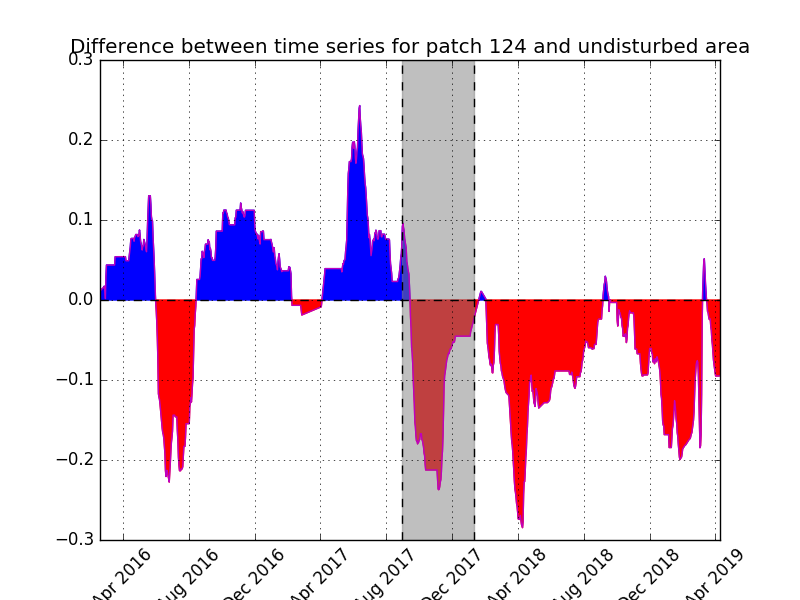 Difference between time series for patch 124 and undisturbed area
0.3
0.2
0.1
0.0
−0.1
−0.2
−0.3
Apr 2016
Aug 2016
Dec 2016
Apr 2017
Aug 2017
Dec 2017
Apr 2018
Aug 2018
Dec 2018
Apr 2019